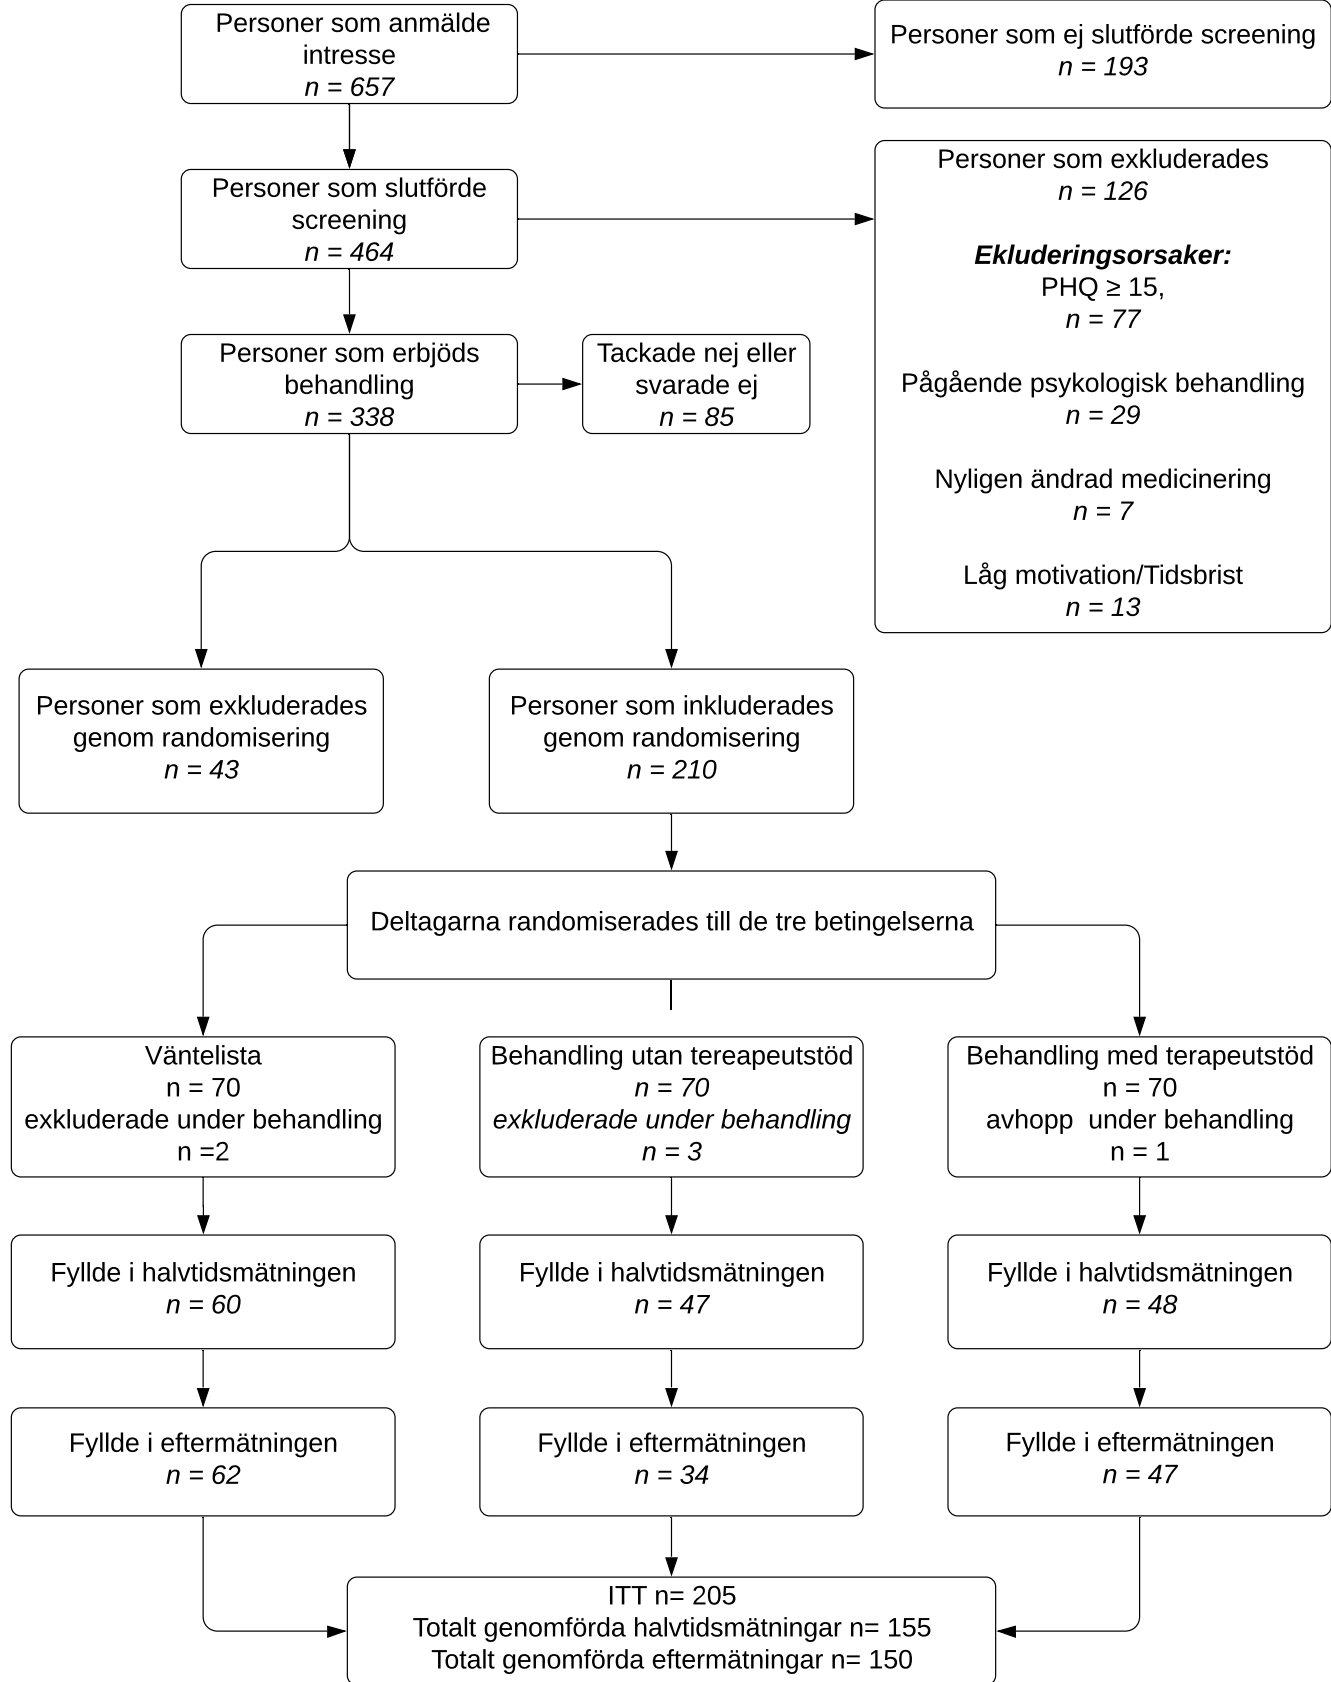 Personer som anmälde
intresse
n = 657
Personer som ej slutförde screening
n = 193
Personer som slutförde
screening
n = 464
Personer som exkluderades
n = 126
Ekluderingsorsaker:
PHQ ≥ 15,
n = 77
Pågående psykologisk behandling
n = 29
Nyligen ändrad medicinering
n = 7
Låg motivation/Tidsbrist
n = 13
Personer som erbjöds
behandling
n = 338
Tackade nej eller
svarade ej
n = 85
Personer som exkluderades
genom randomisering
n = 43
Personer som inkluderades
genom randomisering
n = 210
Deltagarna randomiserades till de tre betingelserna
Väntelista
n = 70
exkluderade under behandling
n =2
Behandling utan tereapeutstöd
n = 70
exkluderade under behandling
n = 3
Behandling med terapeutstöd
n = 70
avhopp  under behandling
n = 1
Fyllde i halvtidsmätningen
n = 60
Fyllde i halvtidsmätningen
n = 47
Fyllde i halvtidsmätningen
n = 48
Fyllde i eftermätningen
n = 62
Fyllde i eftermätningen
n = 34
Fyllde i eftermätningen
n = 47
ITT n= 205
Totalt genomförda halvtidsmätningar n= 155
Totalt genomförda eftermätningar n= 150